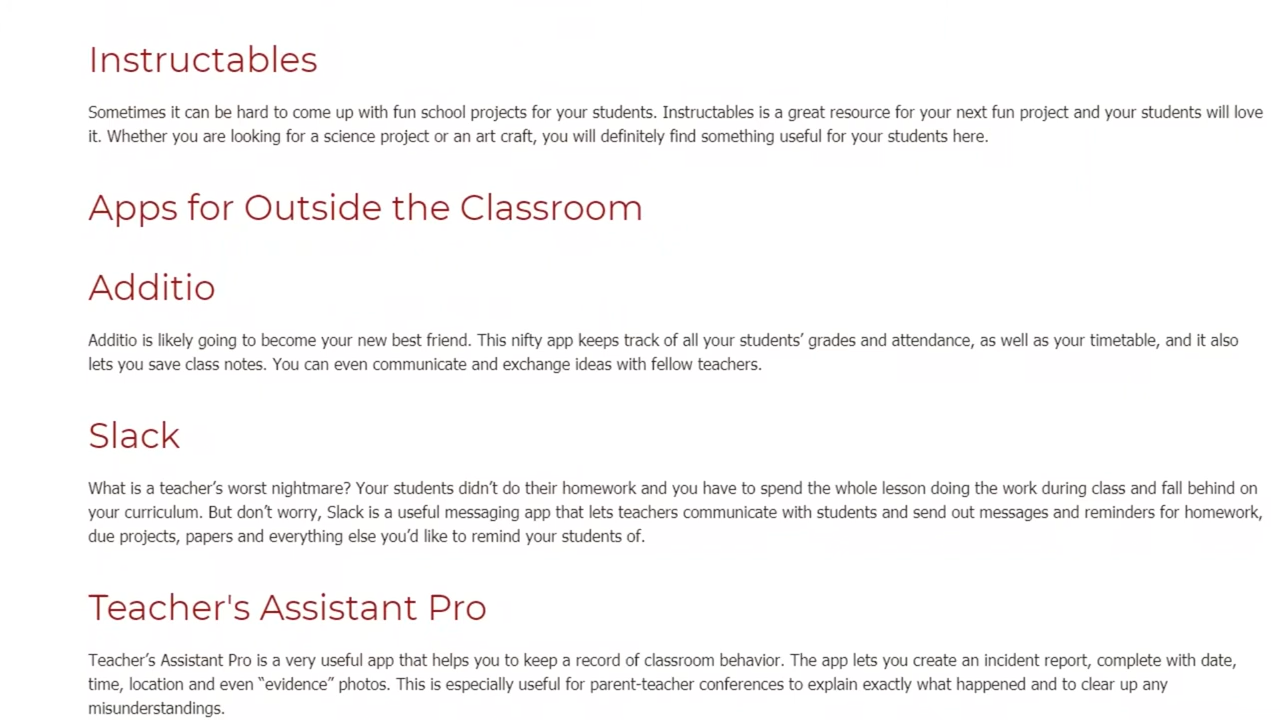 Instructables
Sometimes it can be hard to come up with fun school projects for your students. Instructables is a great resource for your next fun project and your students will love
it. Whether you are looking for a science project or an art craft, you will definitely find something useful for your students here.
Apps for Outside the Classroom
Additio
Additio is likely going to become your new best friend. This nifty app keeps track of all your students’ grades and attendance, as well as your timetable, and it also
lets you save class notes. You can even communicate and exchange ideas with fellow teachers.
Slack
What is a teacher’s worst nightmare? Your students didn’t do their homework and you have to spend the whole lesson doing the work during class and fall behind on
your curriculum. But don’t worry, Slack is a useful messaging app that lets teachers communicate with students and send out messages and reminders for homework,
due projects, papers and everything else you’d like to remind your students of.
Teacher's Assistant Pro
Teacher’s Assistant Pro is a very useful app that helps you to keep a record of classroom behavior. The app lets you create an incident report, complete with date,
time, location and even “evidence” photos. This is especially useful for parent-teacher conferences to explain exactly what happened and to clear up any
misunderstandings.